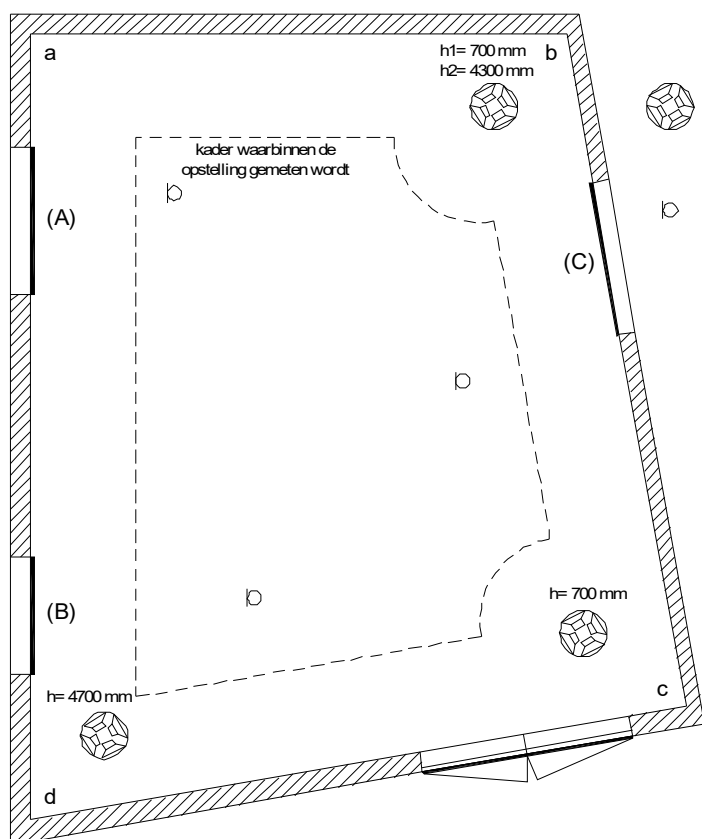 a
h1= 700 mm
b
h2= 4300 mm
kader waarbinnen de
opstelling gemeten wordt
(A)
(C)
(B)
h= 700 mm
h= 4700 mm
c
d